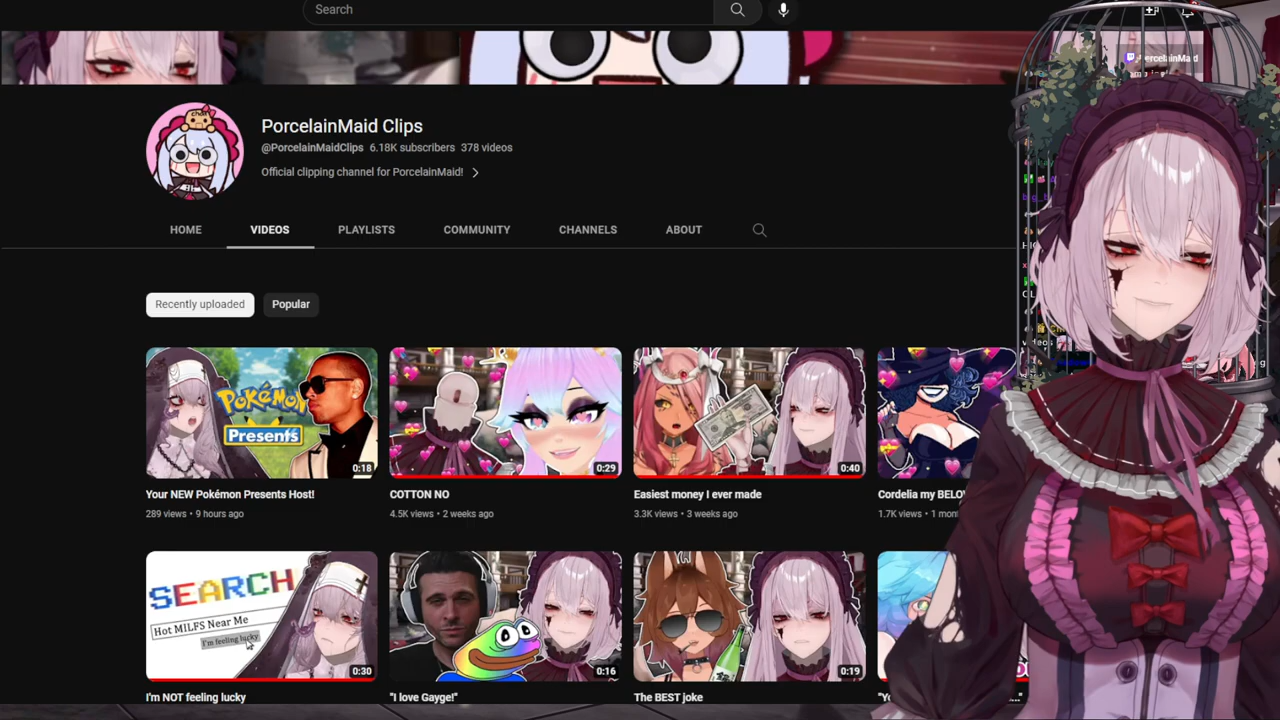 Search
PorcelainMaid Clips
@PorcelainMaidClips 6.18K subscribers 378 videos
Official clipping channel for PorcelainMaid!
HOME VIDEOS PLAYLISTS COMMUNITY CHANNELS ABOUT
Recently uploaded Popular
POKéMON
Presents
0:18
0:29
0:40
Your NEW Pokémon Presents Host!
COTTON NO
Easiest money I ever made
Cordelia my
289 views • 9 hours ago
4.5K views • 2 weeks ago
3.3K views • 3 weeks ago
1.7K views • 1
SEARCH
Hot MILFS Near Me
I'm feeling lucky
0:30
0:16
0:19
I'm NOT feeling lucky
"I love Gayge!"
The BEST joke
videos